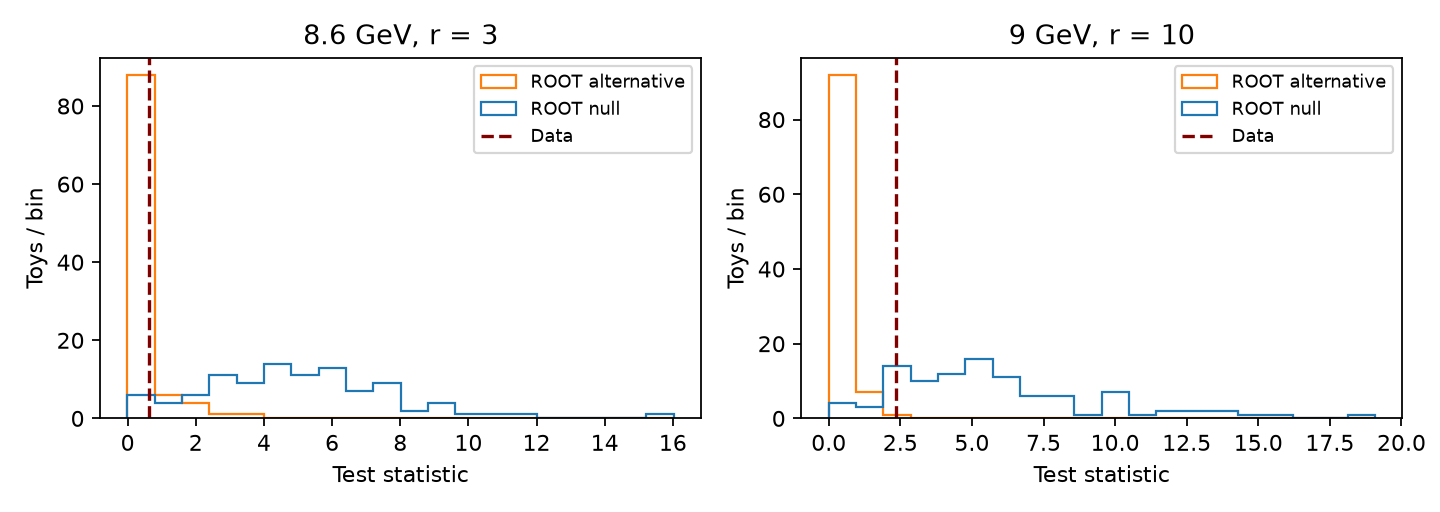 8.6 GeV, r = 3
ROOT alternative
ROOT null
Data
Toys / bin
80
60
40
20
0
0 2 4 6 8 10 12 14 16
Test statistic
9 GeV, r = 10
ROOT alternative
ROOT null
Data
Toys / bin
80
60
40
20
0
0.0 2.5 5.0 7.5 10.0 12.5 15.0 17.5 20.0
Test statistic